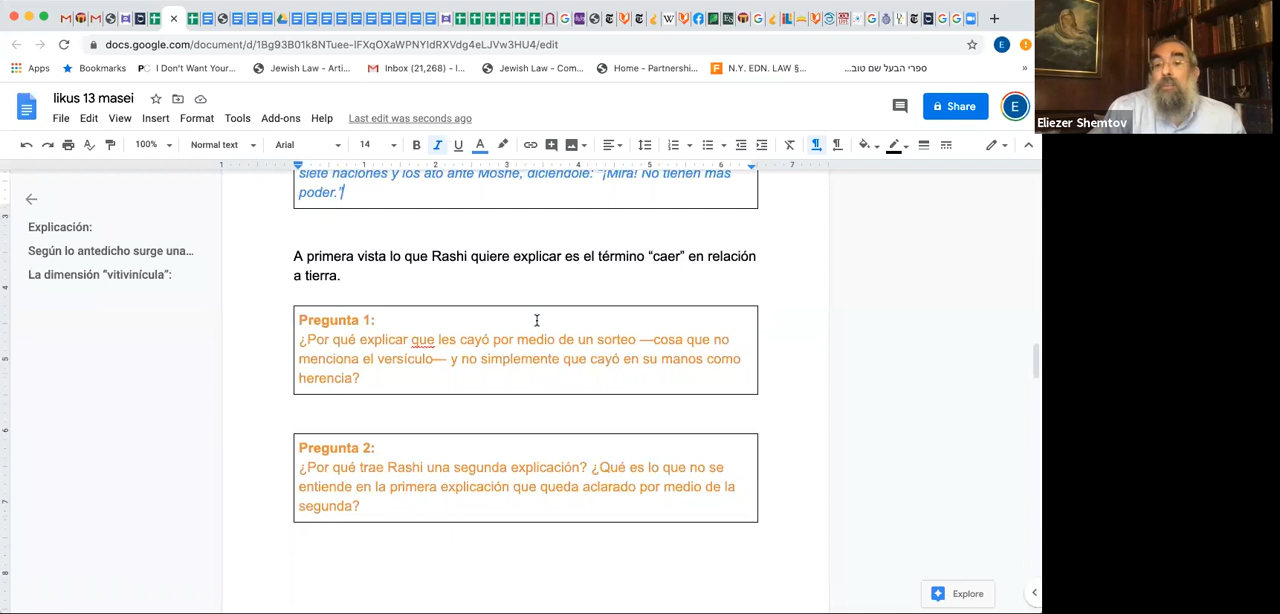 docs.google.com/document/d/1Bg93B01k8NTuee-IFXqOXaWPNYIdRXVdg4eLJVw3HU4/edit
Apps Bookmarks I Don't Want Your... Jewish Law - Arti... Inbox (21,268) - l... Jewish Law - Com... Home - Partnershi... N.Y. EDN. LAW §... ספרי הבעל שם טוב...
likus 13 masei
File Edit View Insert Format Tools Add-ons Help Last edit was seconds ago
Share
Eliezer Shemtov
100% Normal text Arial 14
siete naciones y los ató ante Moshé, diciéndole: "¡Mira! No tienen más
poder.'
Explicación:
Según lo antedicho surge una...
La dimensión “vitivinícula”:
A primera vista lo que Rashi quiere explicar es el término “caer” en relación
a tierra.
Pregunta 1:
¿Por qué explicar que les cayó por medio de un sorteo —cosa que no
menciona el versículo— y no simplemente que cayó en su manos como
herencia?
Pregunta 2:
¿Por qué trae Rashi una segunda explicación? ¿Qué es lo que no se
entiende en la primera explicación que queda aclarado por medio de la
segunda?
Explore